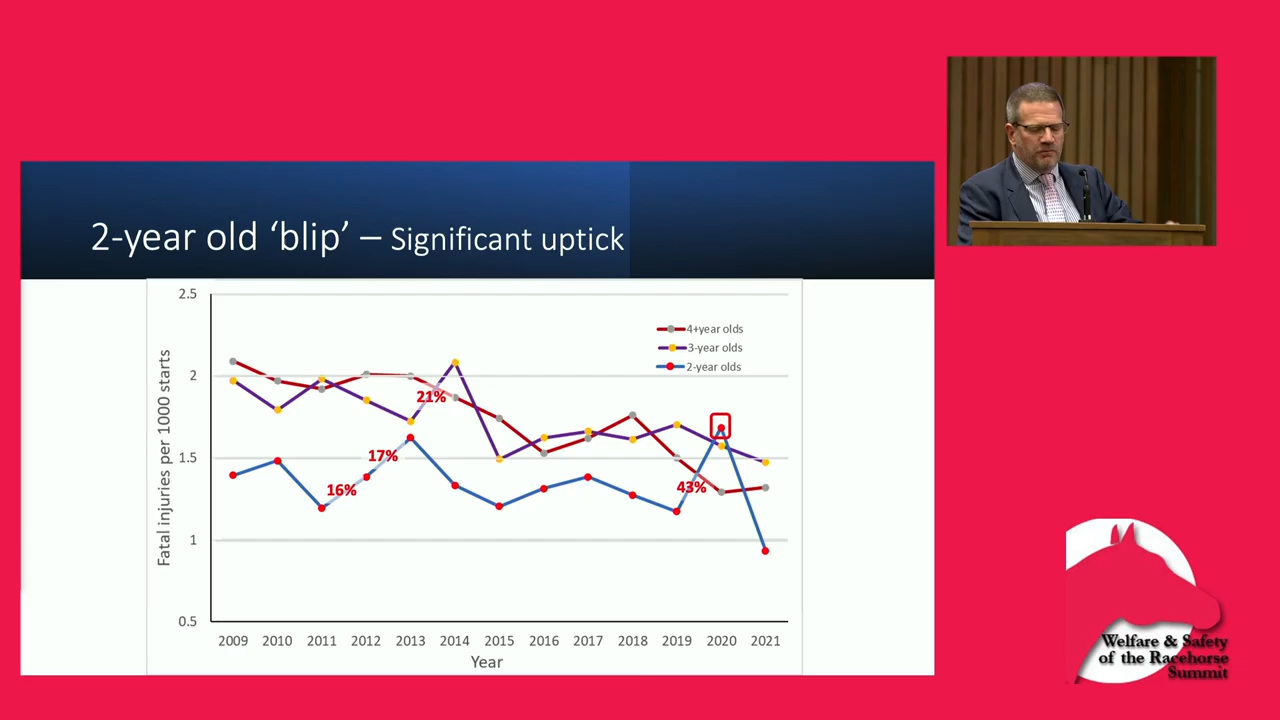 2-year old ‘blip’ – Significant uptick
2.5
2
1.5
1
0.5
Fatal injuries per 1000 starts
4+year olds
3-year olds
2-year olds
21%
17%
16%
43%
2009 2010 2011 2012 2013 2014 2015 2016 2017 2018 2019 2020 2021
Year
Welfare & Safety
of the Racehorse
Summit